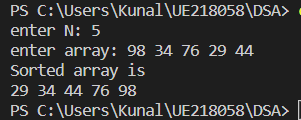 PS C:\Users\Kunal\UE218058\DSA>
enter N: 5
enter array: 98 34 76 29 44
Sorted array is
29 34 44 76 98
PS C:\Users\Kunal\UE218058\DSA>